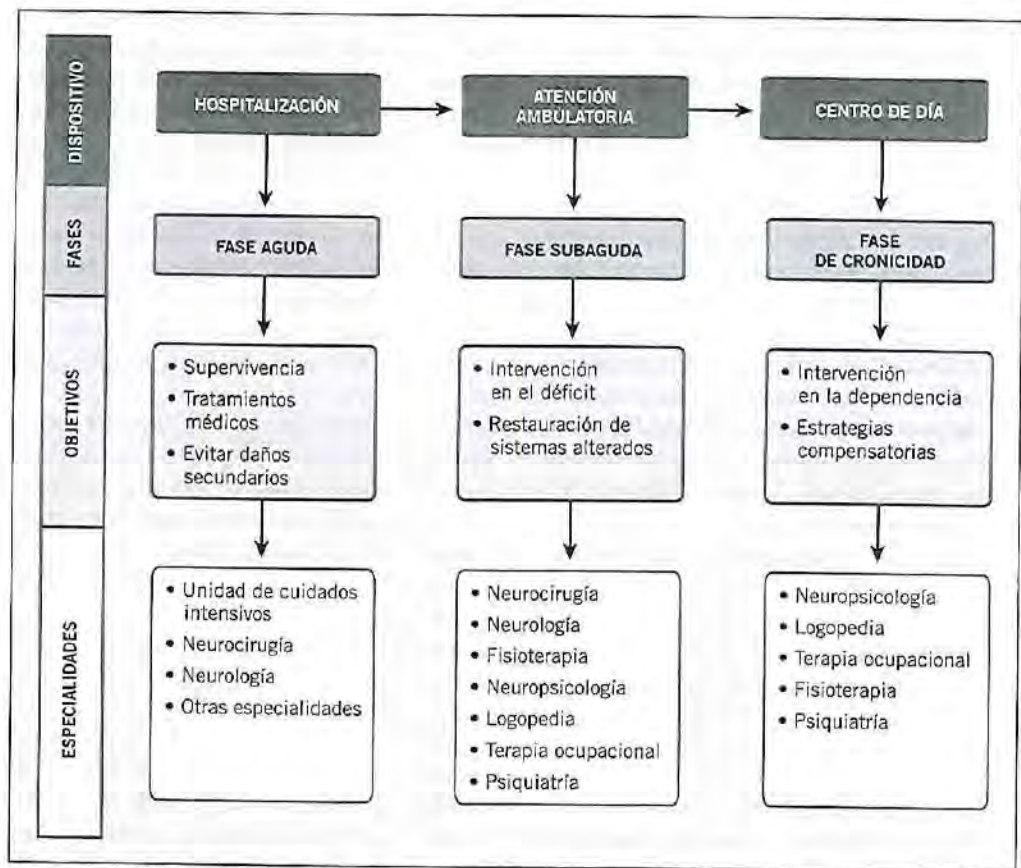 DISPOSITIVO
HOSPITALIZACIÓN
ATENCIÓN
AMBULATORIA
CENTRO DE DÍA
FASES
FASE AGUDA
FASE SUBAGUDA
FASE
DE CRONICIDAD
OBJETIVOS
• Supervivencia
• Tratamientos
médicos
• Evitar daños
secundarios
• Intervención
en el déficit
• Restauración de
sistemas alterados
• Intervención
en la dependencia
• Estrategias
compensatorias
ESPECIALIDADES
• Unidad de cuidados
intensivos
• Neurocirugía
• Neurología
• Otras especialidades
• Neurocirugía
• Neurología
• Fisioterapia
• Neuropsicología
• Logopedia
• Terapia ocupacional
• Psiquiatría
• Neuropsicología
• Logopedia
• Terapia ocupacional
• Fisioterapia
• Psiquiatría